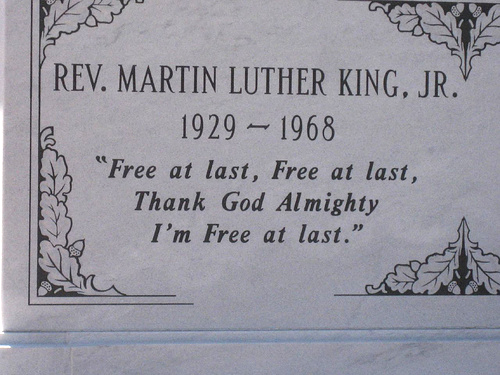 REV. MARTIN LUTHER KING, JR.
1929 ~ 1968
"Free at last, Free at last,
Thank God Almighty
I'm Free at last."